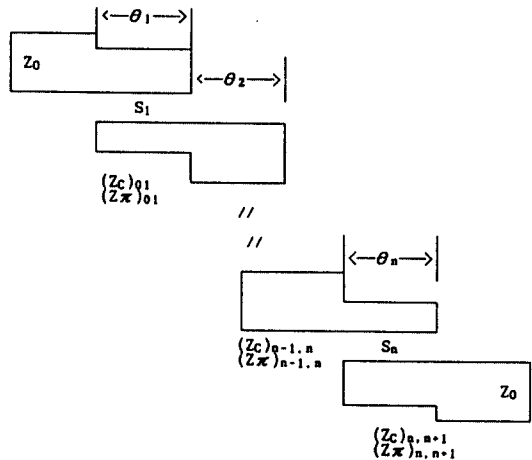 θ1
Z0
θ2
S1
(Zc)01
(Zπ)01
〃
〃
θn
(Zc)n-1,n
(Zπ)n-1,n
Sn
Z0
(Zc)n,n+1
(Zπ)n,n+1